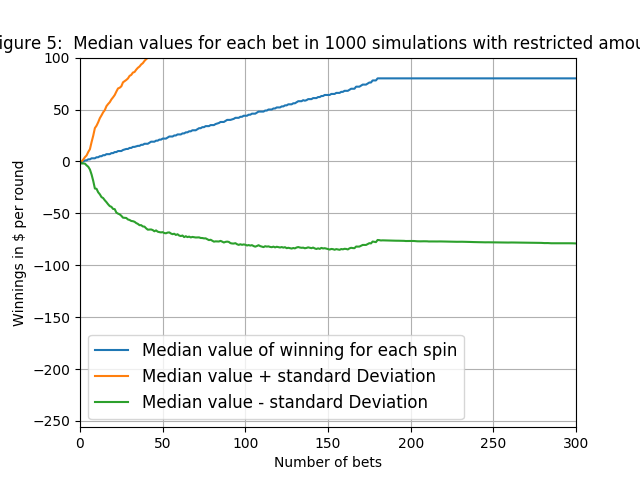 igure 5:  Median values for each bet in 1000 simulations with restricted amou
100
50
0
−50
−100
−150
−200
−250
Winnings in $ per round
Median value of winning for each spin
Median value + standard Deviation
Median value - standard Deviation
0 50 100 150 200 250 300
Number of bets